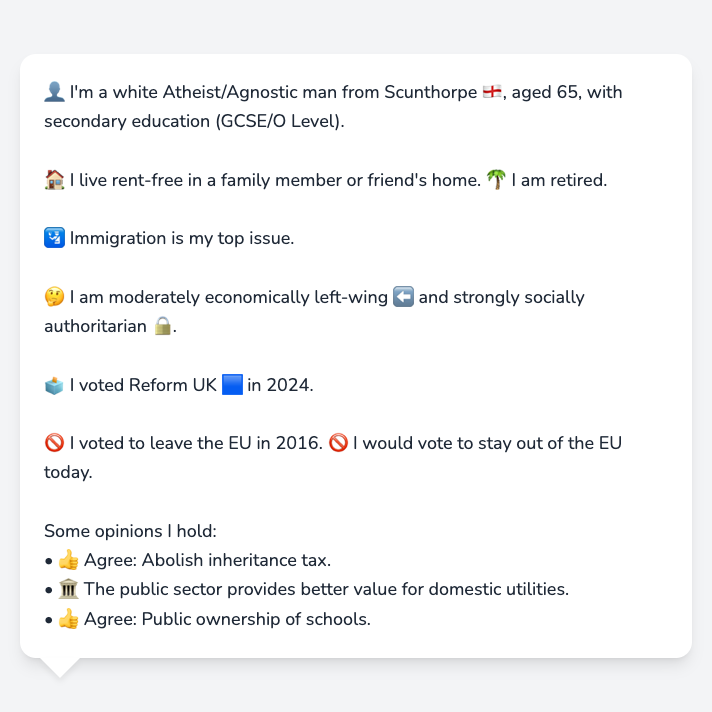 👤 I'm a white Atheist/Agnostic man from Scunthorpe 🏴󠁧󠁢󠁥󠁮󠁧󠁿, aged 65, with
secondary education (GCSE/O Level).
🏠 I live rent-free in a family member or friend's home. 🌴 I am retired.
🛂 Immigration is my top issue.
🤔 I am moderately economically left-wing ⬅️ and strongly socially
authoritarian 🔒.
🗳️ I voted Reform UK 🟦 in 2024.
🚫 I voted to leave the EU in 2016. 🚫 I would vote to stay out of the EU
today.
Some opinions I hold:
• 👍 Agree: Abolish inheritance tax.
• 🏛️ The public sector provides better value for domestic utilities.
• 👍 Agree: Public ownership of schools.